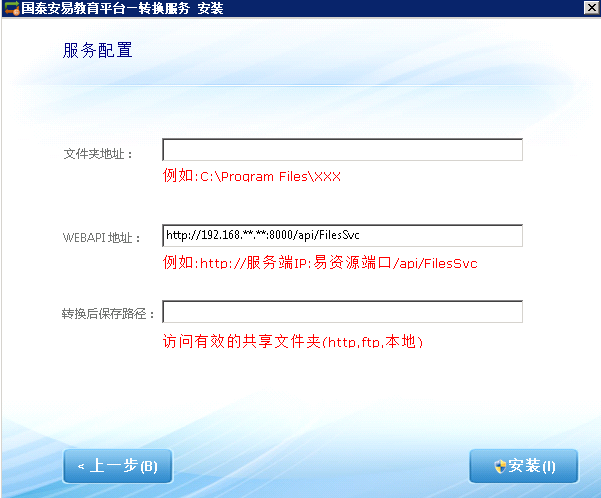 国泰安易教育平台－转换服务 安装
服务配置
文件夹地址：
例如:C:\Program Files\XXX
WEBAPI 地址：
http://192.168.**.**:8000/api/FilesSvc
例如:http://服务端IP:易资源端口/api/FilesSvc
转换后保存路径：
访问有效的共享文件夹(http,ftp,本地)
< 上一步(B)
安装(I)